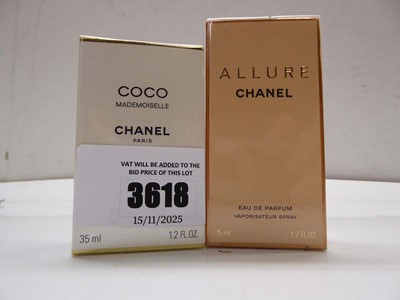 COCO
MADEMOISELLE
CHANEL
PARIS
VAT WILL BE ADDED TO THE
BID PRICE OF THIS LOT
3618
15/11/2025
35 ml 1.2 FL.OZ.
ALLURE
CHANEL
EAU DE PARFUM
VAPORISATEUR SPRAY
35 ml 1.2 FL.OZ.